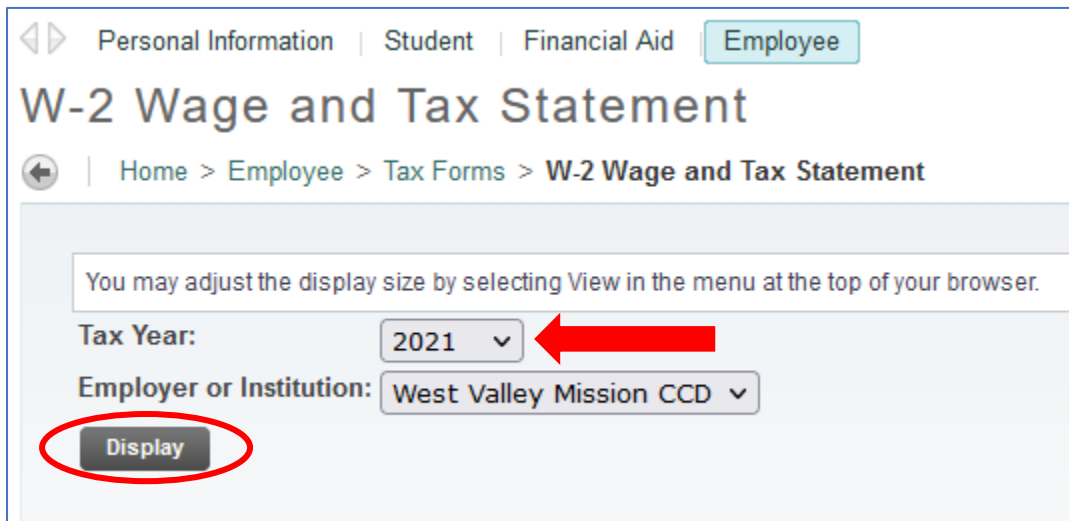 Personal Information | Student | Financial Aid | Employee
W-2 Wage and Tax Statement
Home > Employee > Tax Forms > W-2 Wage and Tax Statement
You may adjust the display size by selecting View in the menu at the top of your browser.
Tax Year: 2021
Employer or Institution: West Valley Mission CCD
Display